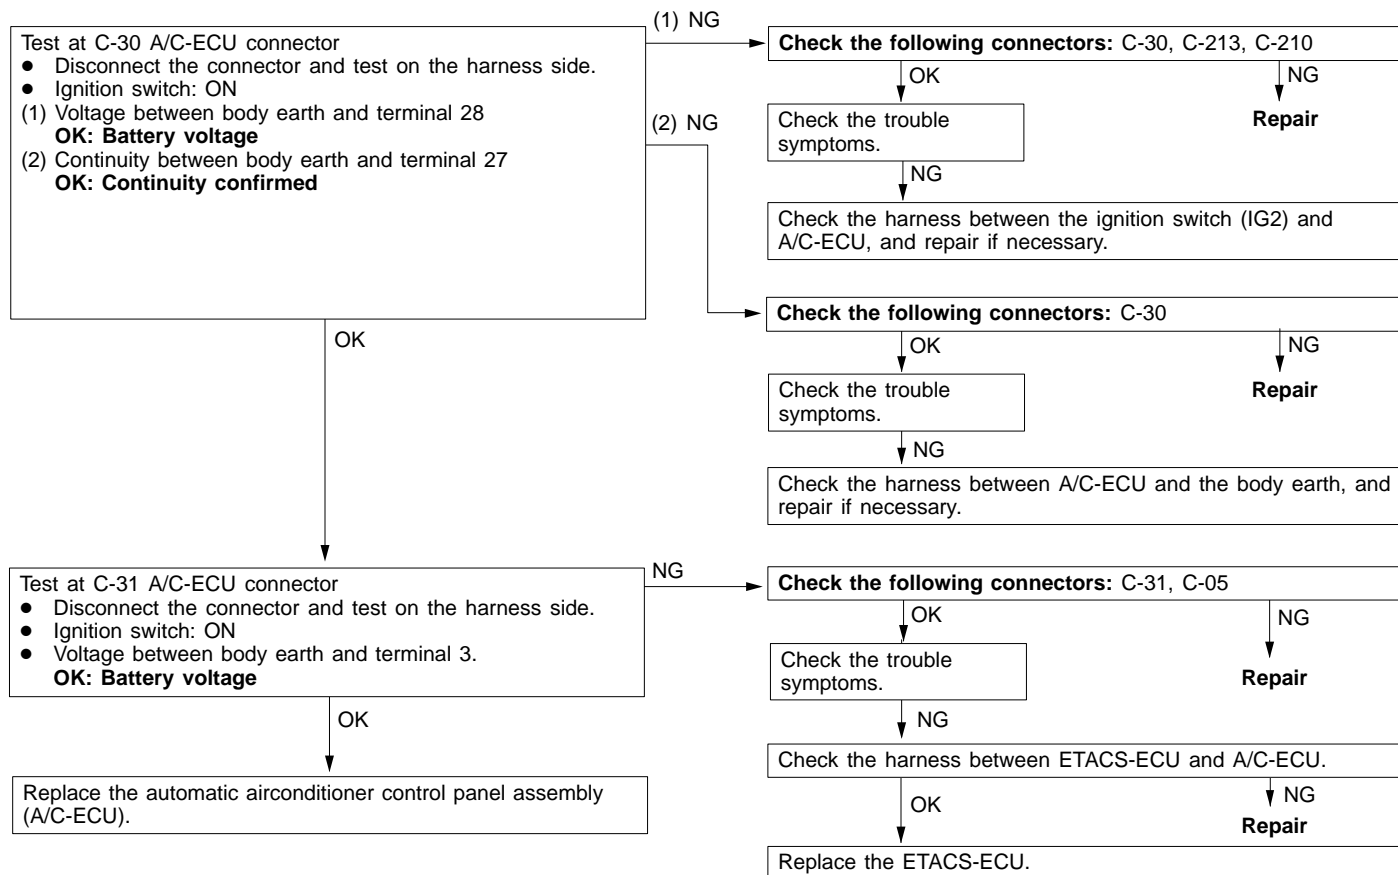 Test at C-30 A/C-ECU connector
● Disconnect the connector and test on the harness side.
● Ignition switch: ON
(1) Voltage between body earth and terminal 28
OK: Battery voltage
(2) Continuity between body earth and terminal 27
OK: Continuity confirmed
(1) NG
Check the following connectors: C-30, C-213, C-210
OK
NG
Check the trouble
symptoms.
Repair
NG
Check the harness between the ignition switch (IG2) and
A/C-ECU, and repair if necessary.
(2) NG
Check the following connectors: C-30
OK
NG
Check the trouble
symptoms.
Repair
NG
Check the harness between A/C-ECU and the body earth, and
repair if necessary.
OK
Test at C-31 A/C-ECU connector
● Disconnect the connector and test on the harness side.
● Ignition switch: ON
● Voltage between body earth and terminal 3.
OK: Battery voltage
NG
Check the following connectors: C-31, C-05
OK
NG
Check the trouble
symptoms.
Repair
NG
Check the harness between ETACS-ECU and A/C-ECU.
OK
NG
Repair
Replace the ETACS-ECU.
OK
Replace the automatic airconditioner control panel assembly
(A/C-ECU).